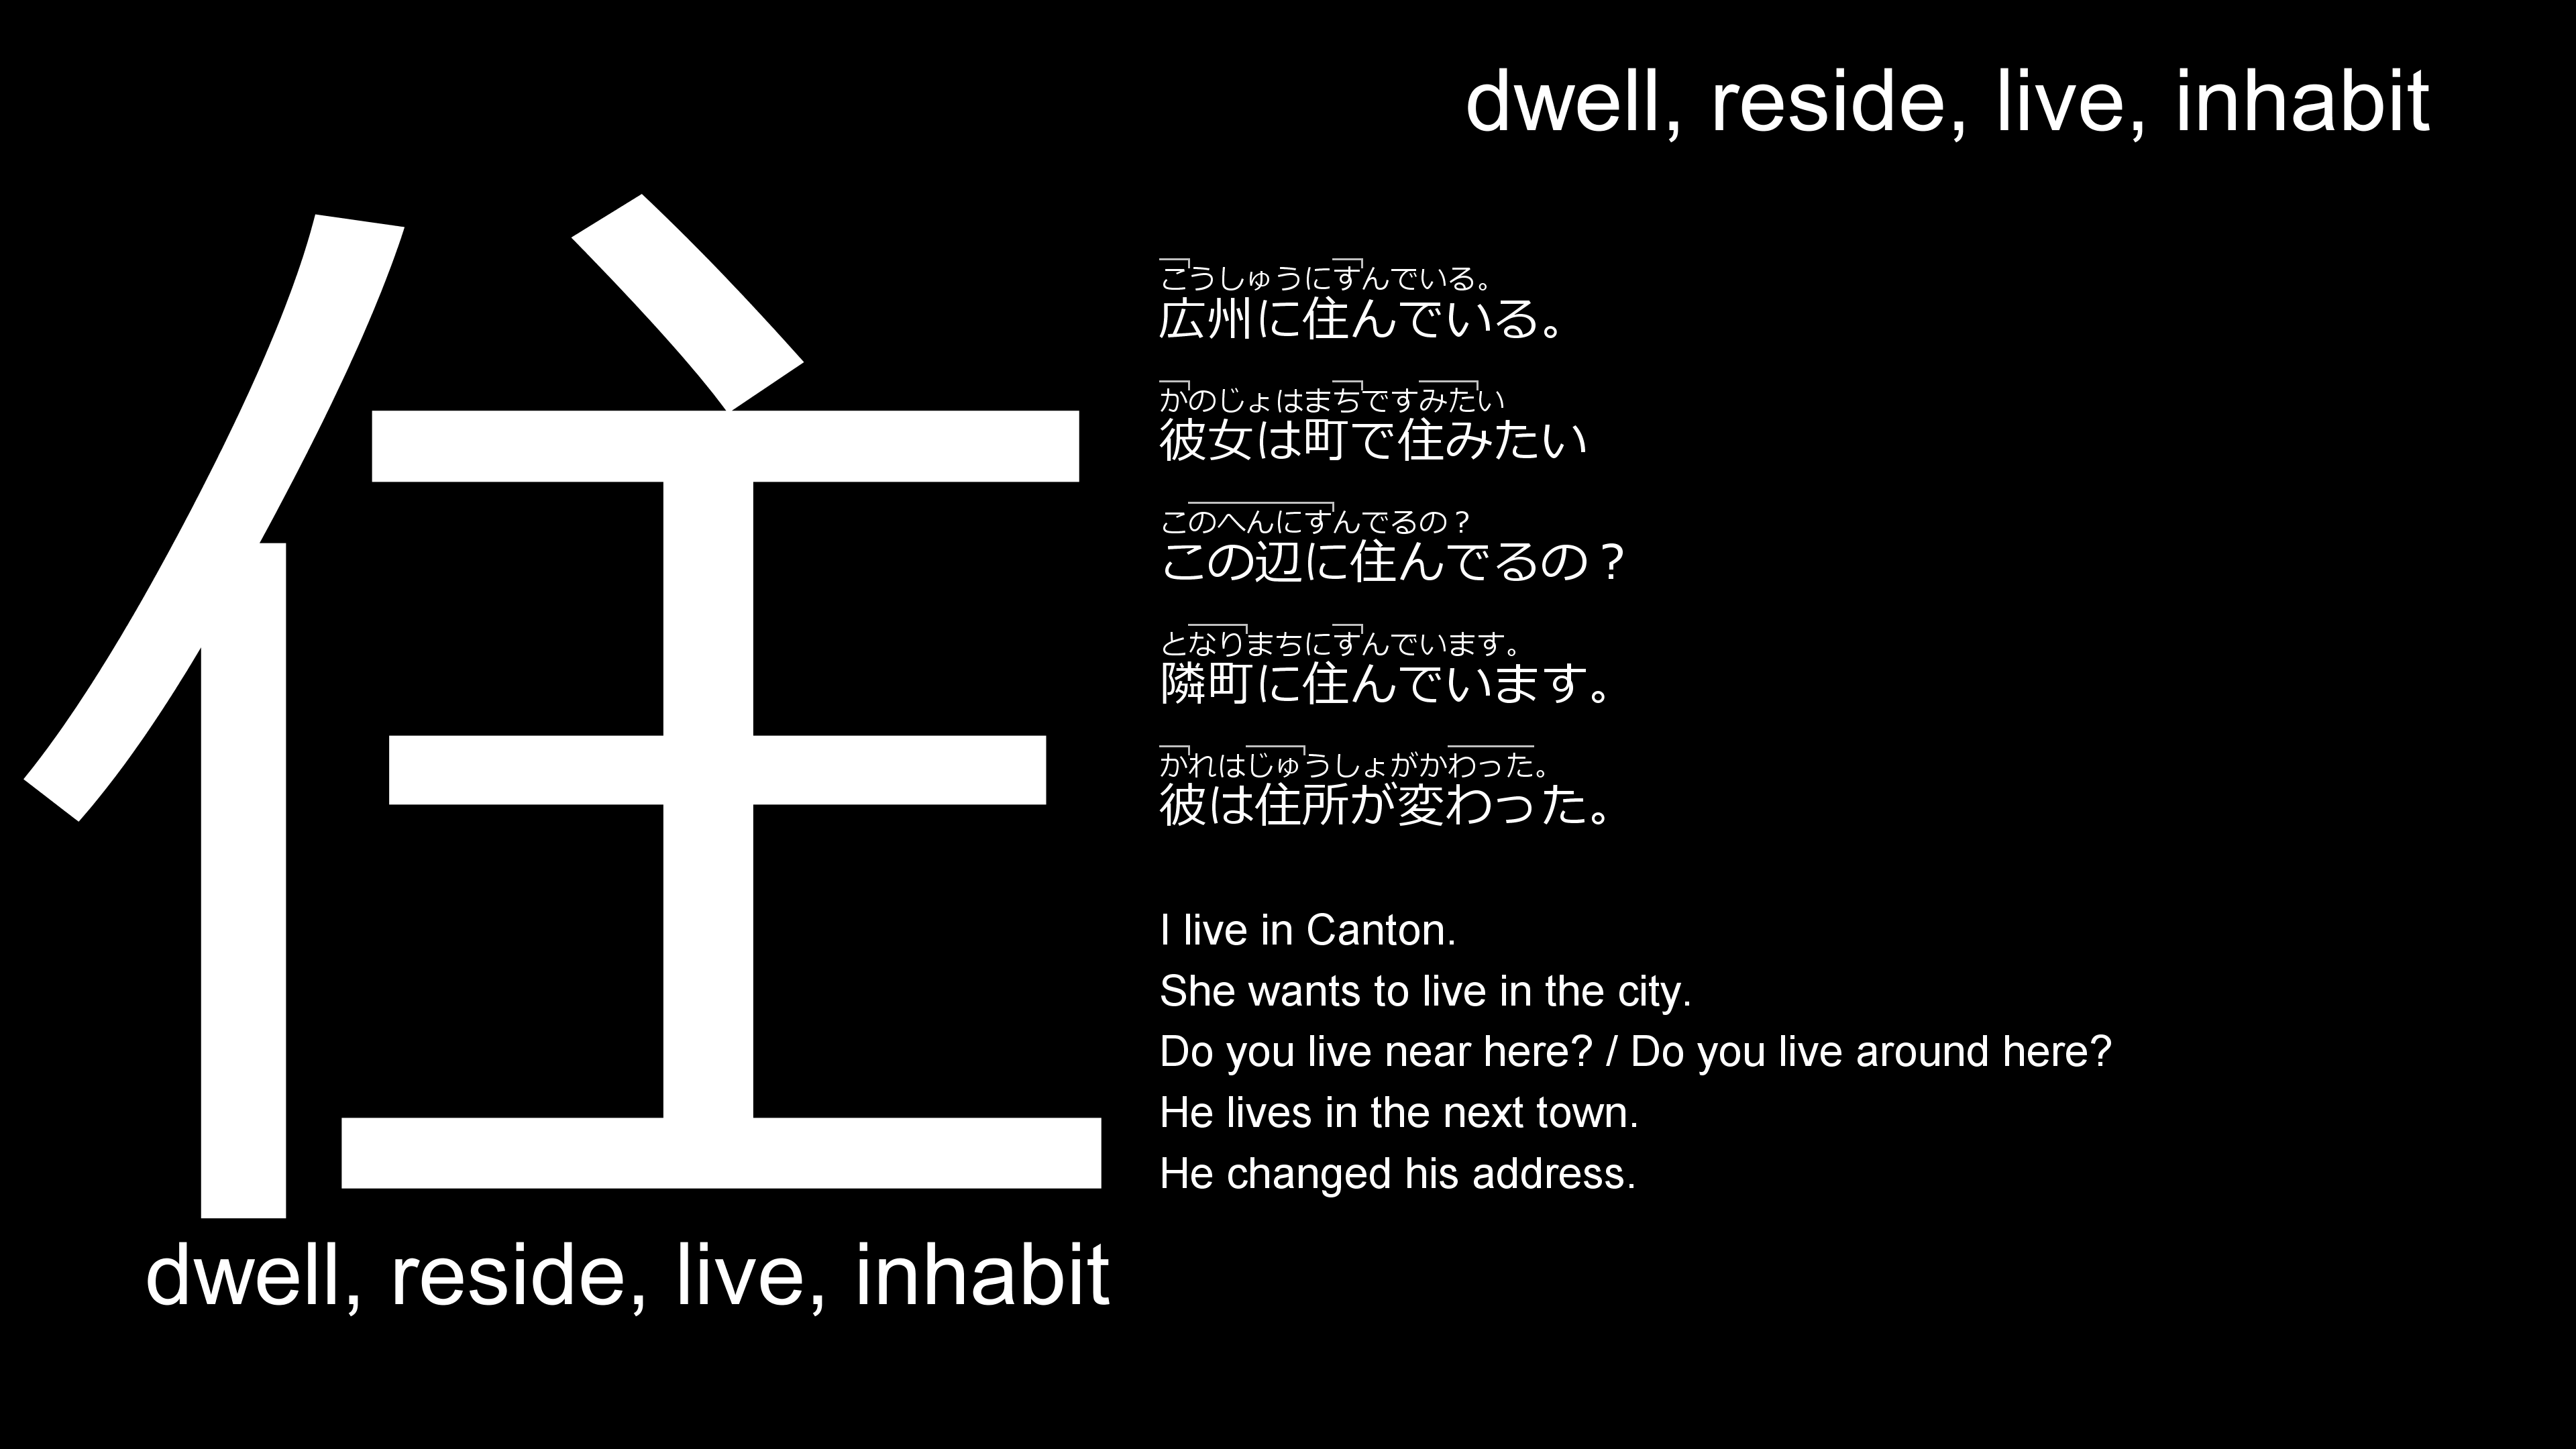 dwell, reside, live, inhabit
住
dwell, reside, live, inhabit
こうしゅうにすんでいる。
広州に住んでいる。
かのじょはまちですみたい
彼女は町で住みたい
このへんにすんでるの？
この辺に住んでるの？
となりまちにすんでいます。
隣町に住んでいます。
かれはじゅうしょがかわった。
彼は住所が変わった。
I live in Canton.
She wants to live in the city.
Do you live near here? / Do you live around here?
He lives in the next town.
He changed his address.